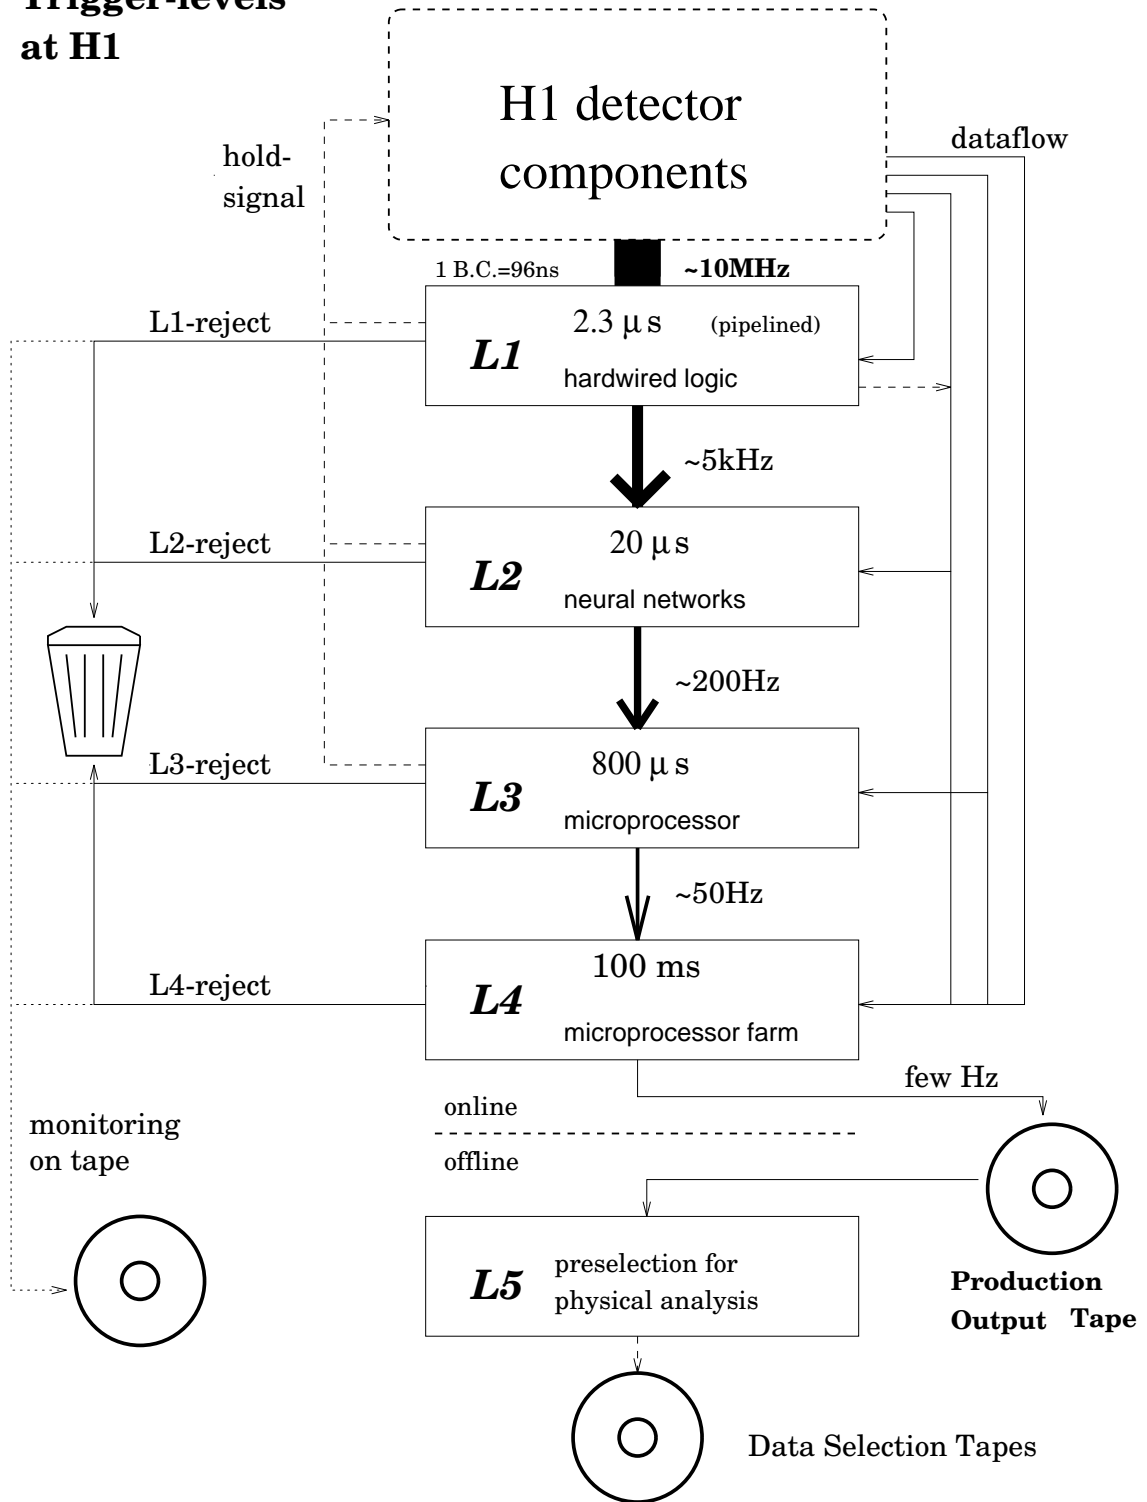 Trigger-levels
at H1
H1 detector
components
dataflow
hold-
signal
1 B.C.=96ns
~10MHz
L1-reject
2.3 μ s
(pipelined)
L1
hardwired logic
~5kHz
L2-reject
20 μ s
L2
neural networks
~200Hz
L3-reject
800 μ s
L3
microprocessor
~50Hz
L4-reject
100 ms
L4
microprocessor farm
few Hz
online
offline
monitoring
on tape
L5
preselection for
physical analysis
Production
Output Tape
Data Selection Tapes